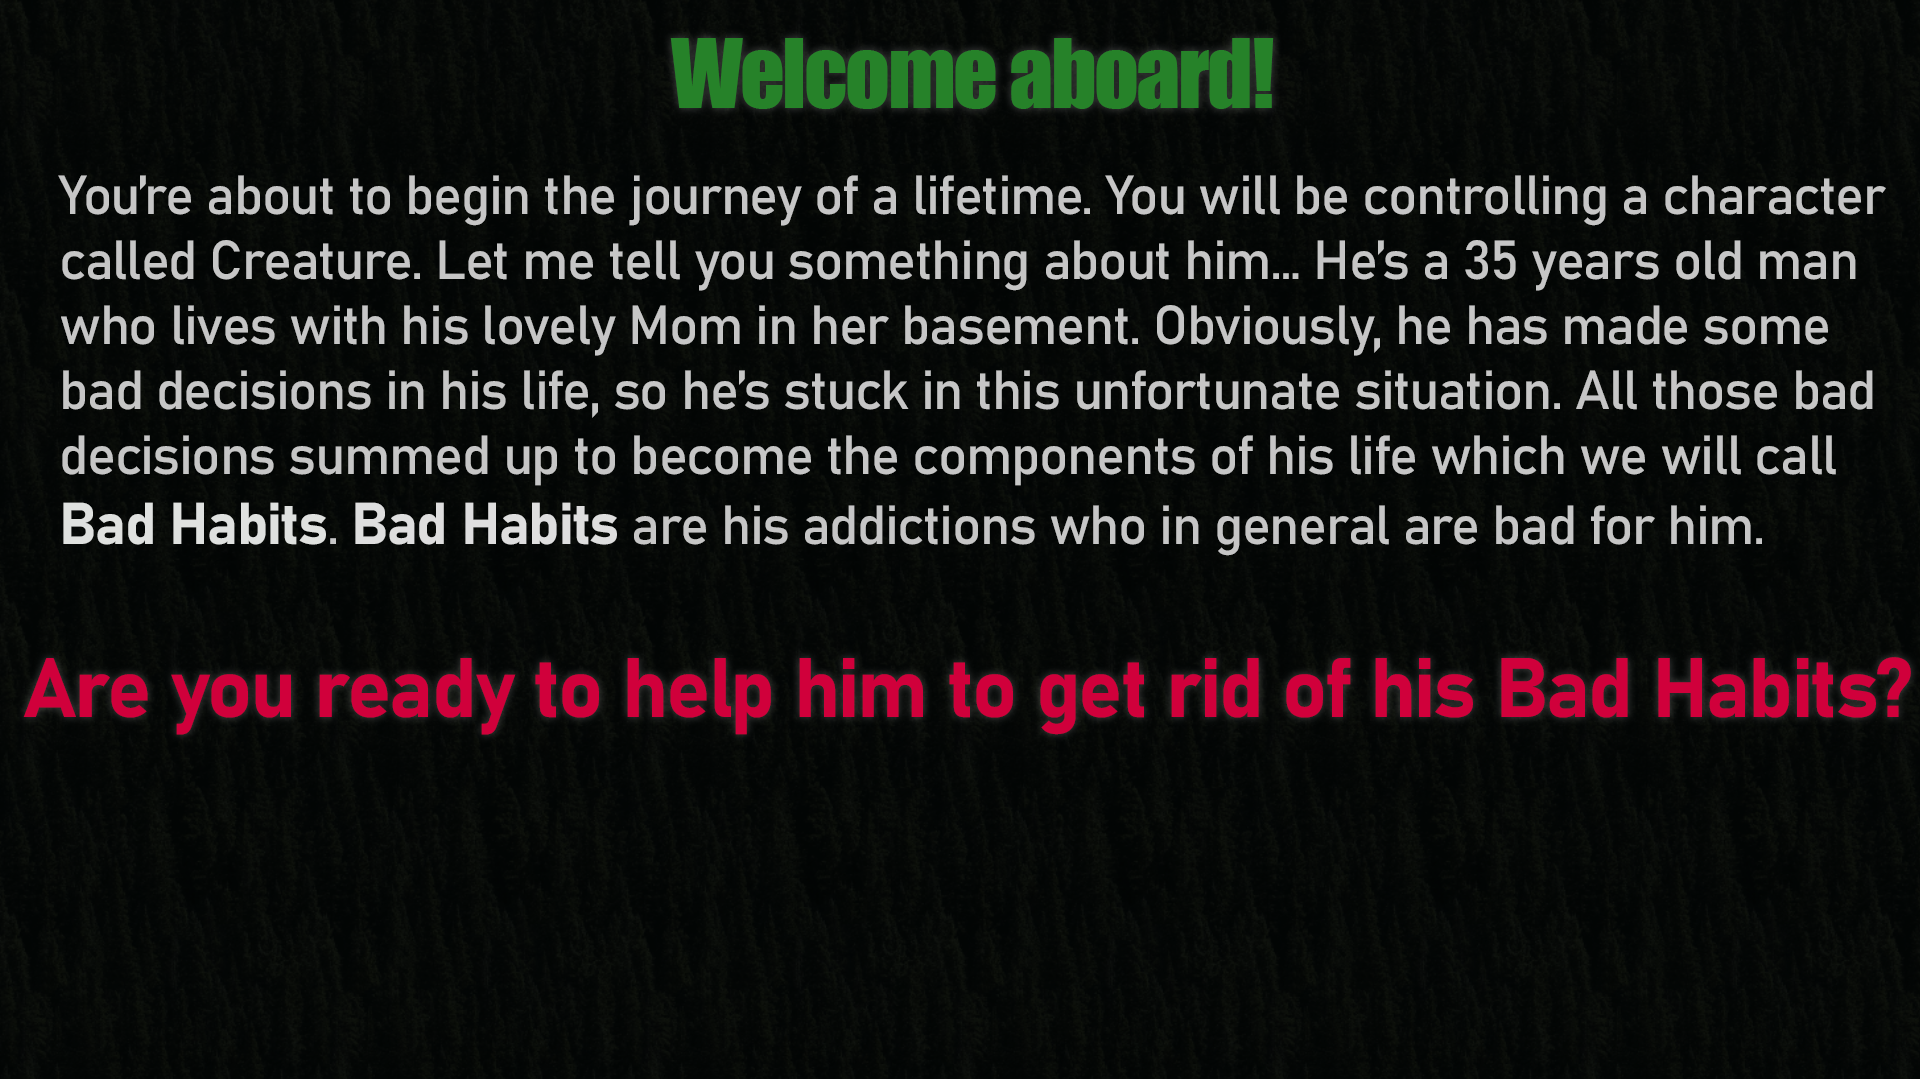 Welcome aboard!
You're about to begin the journey of a lifetime. You will be controlling a character
called Creature. Let me tell you something about him... He's a 35 years old man
who lives with his lovely Mom in her basement. Obviously, he has made some
bad decisions in his life, so he's stuck in this unfortunate situation. All those bad
decisions summed up to become the components of his life which we will call
Bad Habits. Bad Habits are his addictions who in general are bad for him.
Are you ready to help him to get rid of his Bad Habits?